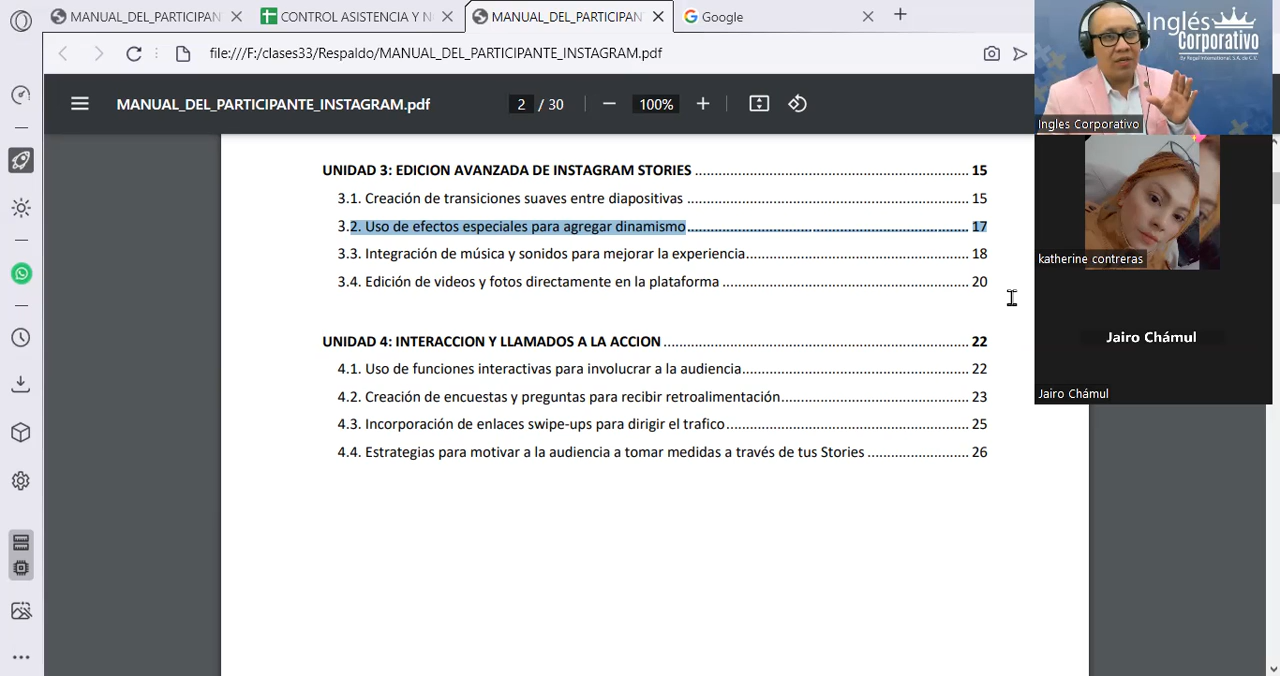 MANUAL_DEL_PARTICIPAN
CONTROL ASISTENCIA Y N
MANUAL_DEL_PARTICIPAN
Google
file:///F:/clases33/Respaldo/MANUAL_DEL_PARTICIPANTE_INSTAGRAM.pdf
MANUAL_DEL_PARTICIPANTE_INSTAGRAM.pdf
2 / 30
100%
UNIDAD 3: EDICION AVANZADA DE INSTAGRAM STORIES 15
3.1. Creación de transiciones suaves entre diapositivas 15
3.2. Uso de efectos especiales para agregar dinamismo 17
3.3. Integración de música y sonidos para mejorar la experiencia 18
3.4. Edición de videos y fotos directamente en la plataforma 20
UNIDAD 4: INTERACCION Y LLAMADOS A LA ACCION 22
4.1. Uso de funciones interactivas para involucrar a la audiencia 22
4.2. Creación de encuestas y preguntas para recibir retroalimentación 23
4.3. Incorporación de enlaces swipe-ups para dirigir el trafico 25
4.4. Estrategias para motivar a la audiencia a tomar medidas a través de tus Stories 26
Inglés
Corporativo
By Regal International, S.A. de C.V.
Ingles Corporativo
katherine contreras
Jairo Chámul
Jairo Chámul